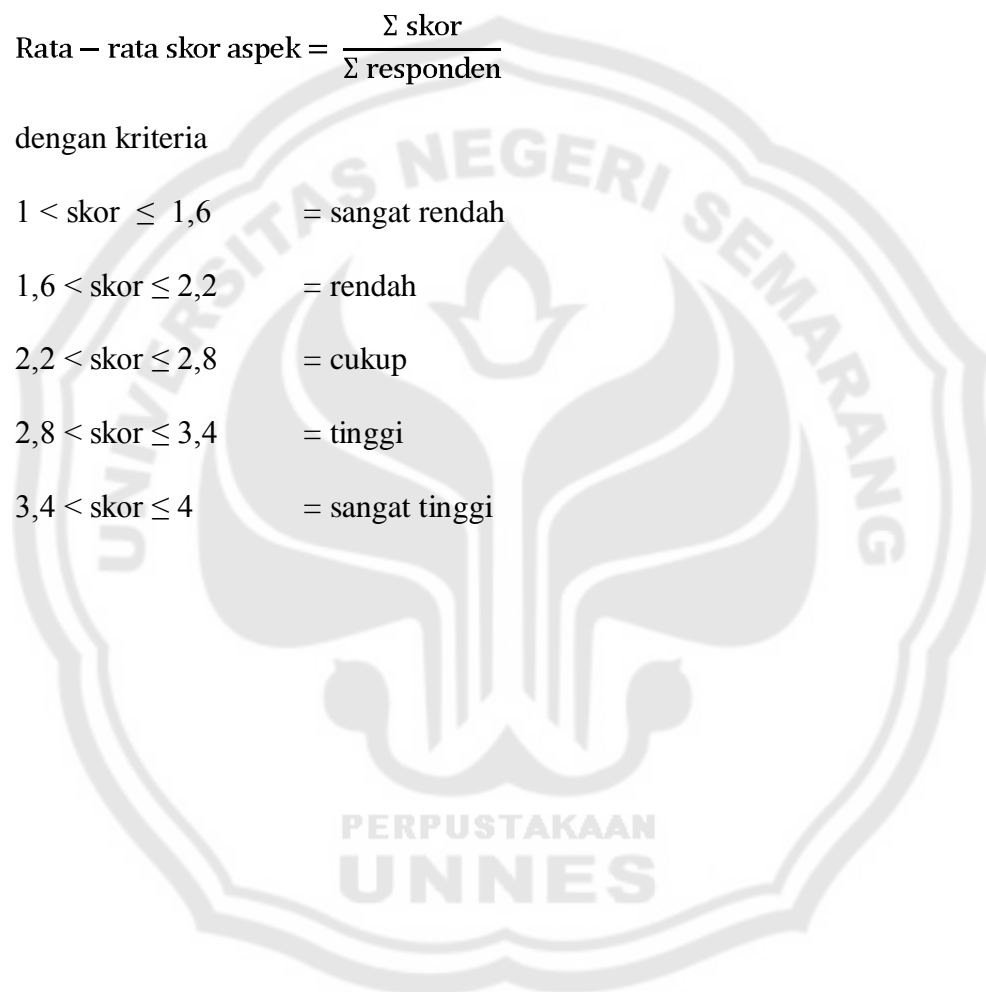 Rata – rata skor aspek = Σ skor / Σ responden
dengan kriteria
1 < skor ≤ 1,6 = sangat rendah
1,6 < skor ≤ 2,2 = rendah
2,2 < skor ≤ 2,8 = cukup
2,8 < skor ≤ 3,4 = tinggi
3,4 < skor ≤ 4 = sangat tinggi
UNIVERSITAS NEGERI SEMARANG
PERPUSTAKAAN
UNNES